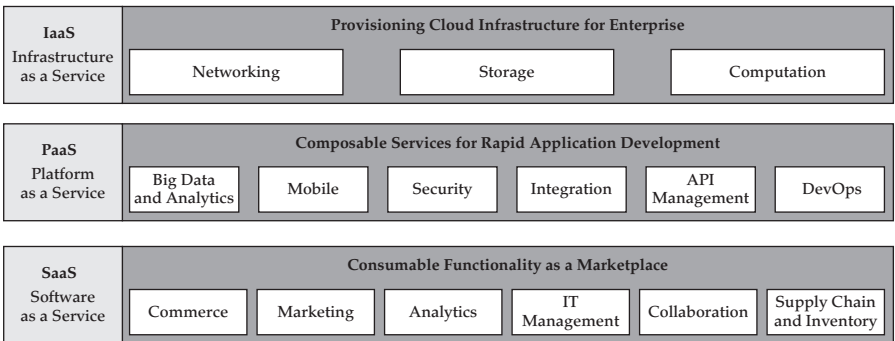 IaaS
Infrastructure
as a Service
Provisioning Cloud Infrastructure for Enterprise
Networking
Storage
Computation
PaaS
Platform
as a Service
Composable Services for Rapid Application Development
Big Data
and Analytics
Mobile
Security
Integration
API
Management
DevOps
SaaS
Software
as a Service
Consumable Functionality as a Marketplace
Commerce
Marketing
Analytics
IT
Management
Collaboration
Supply Chain
and Inventory